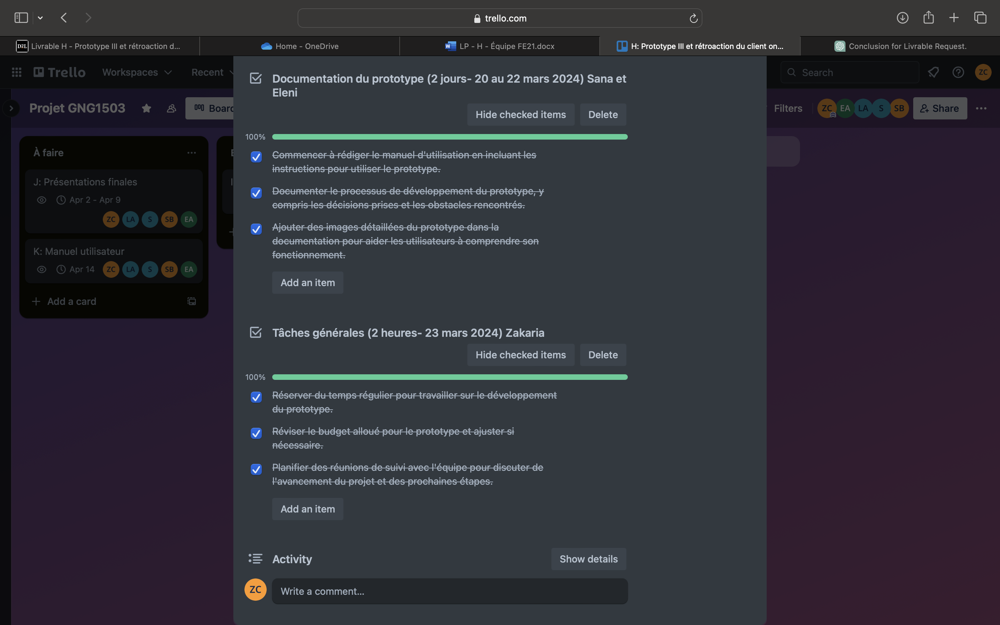 trello.com
D2L Livrable H - Prototype III et rétroaction d...
Home - OneDrive
W LP - H - Équipe FE21.docx
H: Prototype III et rétroaction du client on...
Conclusion for Livrable Request.
Trello
Workspaces
Recent
Search
ZC
Projet GNG1503
Filters
ZC EA LA S SB
Share
À faire
J: Présentations finales
Apr 2 - Apr 9
ZC LA S SB EA
K: Manuel utilisateur
Apr 14 ZC LA S SB EA
Add a card
Documentation du prototype (2 jours- 20 au 22 mars 2024) Sana et
Eleni
Hide checked items
Delete
100%
Commencer à rédiger le manuel d'utilisation en incluant les
instructions pour utiliser le prototype.
Documenter le processus de développement du prototype, y
compris les décisions prises et les obstacles rencontrés.
Ajouter des images détaillées du prototype dans la
documentation pour aider les utilisateurs à comprendre son
fonctionnement.
Add an item
Tâches générales (2 heures- 23 mars 2024) Zakaria
Hide checked items
Delete
100%
Réserver du temps régulier pour travailler sur le développement
du prototype.
Réviser le budget alloué pour le prototype et ajuster si
nécessaire.
Planifier des réunions de suivi avec l'équipe pour discuter de
l'avancement du projet et des prochaines étapes.
Add an item
Activity
Show details
ZC
Write a comment...